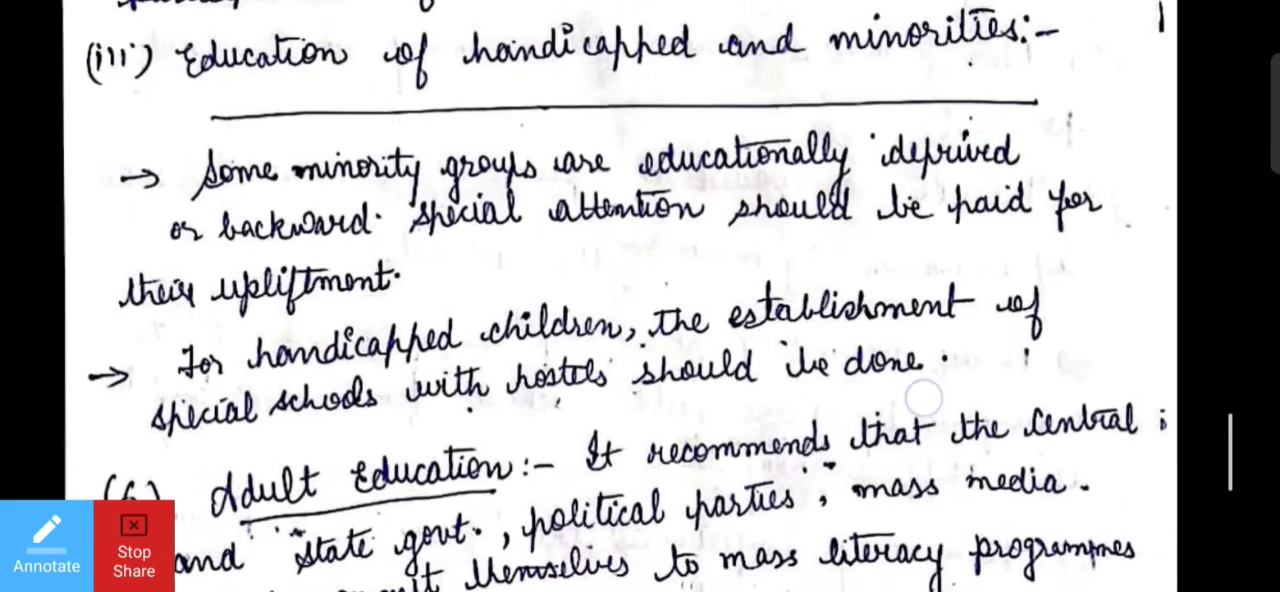 (iii) Education of handicapped and minorities:-
→ Some minority groups are educationally deprived
or backward. Special attention should be paid for
their upliftment.
→ For handicapped children, the establishment of
special schools with hostels should be done.
Adult Education:- It recommends that the Central
and State govt., political parties, mass media.
themselves to mass literacy programmes
Annotate
Stop
Share